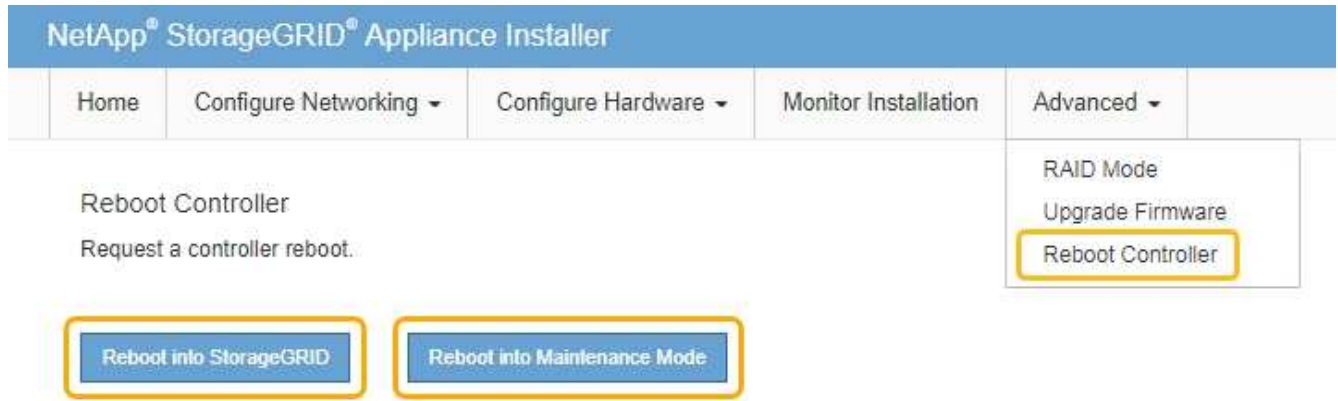 NetApp® StorageGRID® Appliance Installer
Home Configure Networking Configure Hardware Monitor Installation Advanced
RAID Mode
Upgrade Firmware
Reboot Controller
Reboot Controller
Request a controller reboot.
Reboot into StorageGRID Reboot into Maintenance Mode